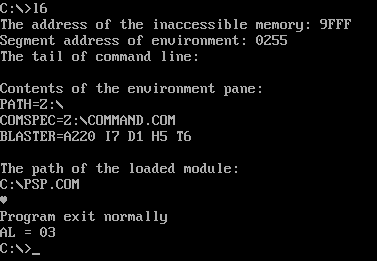 C:\>l6
The address of the inaccessible memory: 9FFF
Segment address of environment: 0255
The tail of command line:
Contents of the environment pane:
PATH=Z:\
COMSPEC=Z:\COMMAND.COM
BLASTER=A220 I7 D1 H5 T6
The path of the loaded module:
C:\PSP.COM
♥
Program exit normally
AL = 03
C:\>_